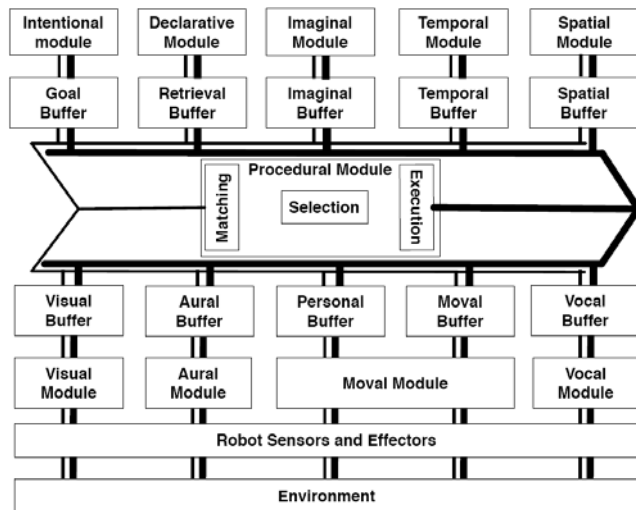 Intentional
module
Declarative
Module
Imaginal
Module
Temporal
Module
Spatial
Module
Goal
Buffer
Retrieval
Buffer
Imaginal
Buffer
Temporal
Buffer
Spatial
Buffer
Procedural Module
Matching
Selection
Execution
Visual
Buffer
Aural
Buffer
Personal
Buffer
Moval
Buffer
Vocal
Buffer
Visual
Module
Aural
Module
Moval Module
Vocal
Module
Robot Sensors and Effectors
Environment